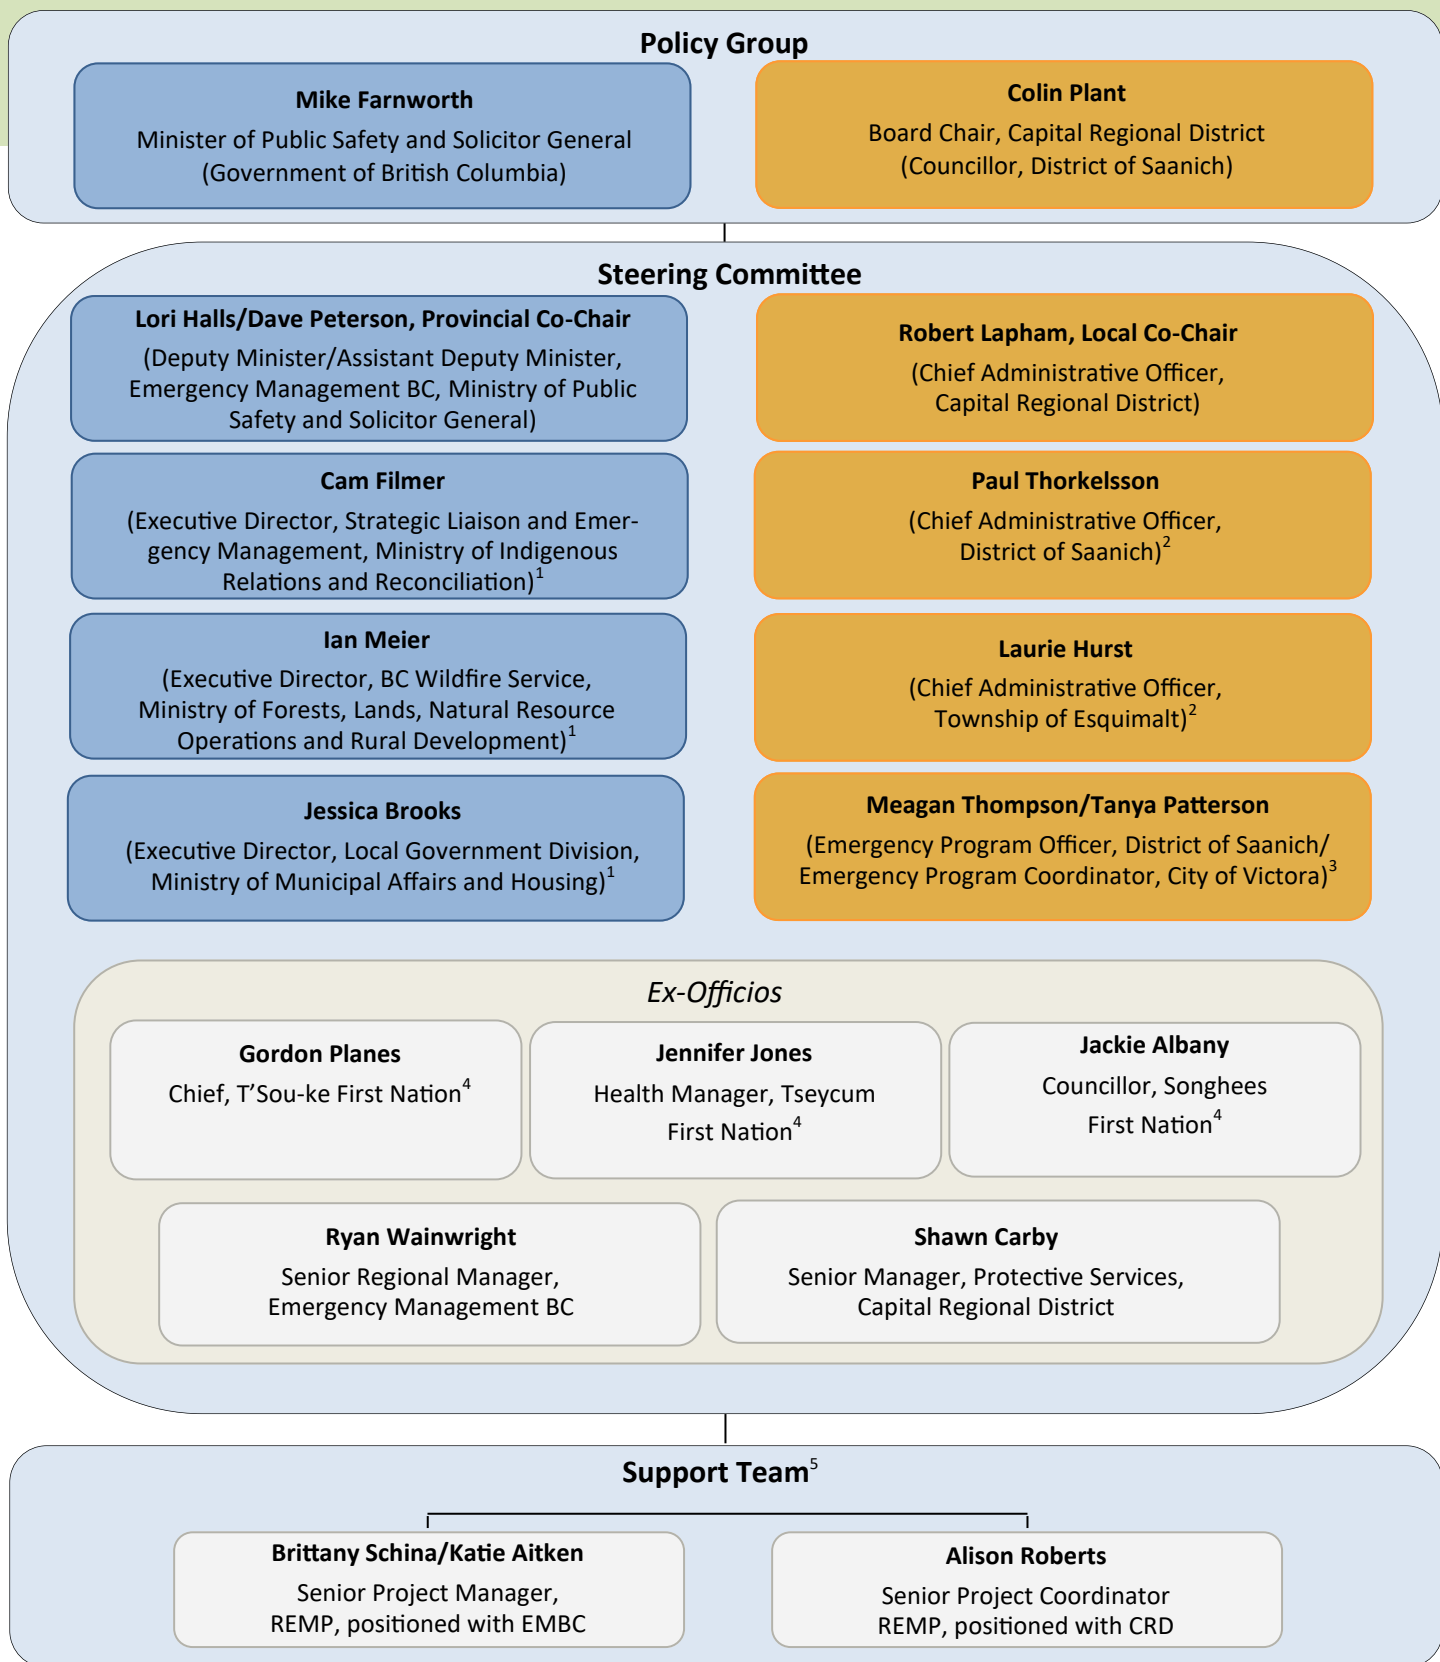 Policy Group
Mike Farnworth
Minister of Public Safety and Solicitor General
(Government of British Columbia)
Colin Plant
Board Chair, Capital Regional District
(Councillor, District of Saanich)
Steering Committee
Lori Halls/Dave Peterson, Provincial Co-Chair
(Deputy Minister/Assistant Deputy Minister,
Emergency Management BC, Ministry of Public
Safety and Solicitor General)
Robert Lapham, Local Co-Chair
(Chief Administrative Officer,
Capital Regional District)
Cam Filmer
(Executive Director, Strategic Liaison and Emer-
gency Management, Ministry of Indigenous
Relations and Reconciliation)1
Paul Thorkelsson
(Chief Administrative Officer,
District of Saanich)2
Ian Meier
(Executive Director, BC Wildfire Service,
Ministry of Forests, Lands, Natural Resource
Operations and Rural Development)1
Laurie Hurst
(Chief Administrative Officer,
Township of Esquimalt)2
Jessica Brooks
(Executive Director, Local Government Division,
Ministry of Municipal Affairs and Housing)1
Meagan Thompson/Tanya Patterson
(Emergency Program Officer, District of Saanich/
Emergency Program Coordinator, City of Victora)3
Ex-Officios
Gordon Planes
Chief, T'Sou-ke First Nation4
Jennifer Jones
Health Manager, Tseycum
First Nation4
Jackie Albany
Councillor, Songhees
First Nation4
Ryan Wainwright
Senior Regional Manager,
Emergency Management BC
Shawn Carby
Senior Manager, Protective Services,
Capital Regional District
Support Team5
Brittany Schina/Katie Aitken
Senior Project Manager,
REMP, positioned with EMBC
Alison Roberts
Senior Project Coordinator
REMP, positioned with CRD